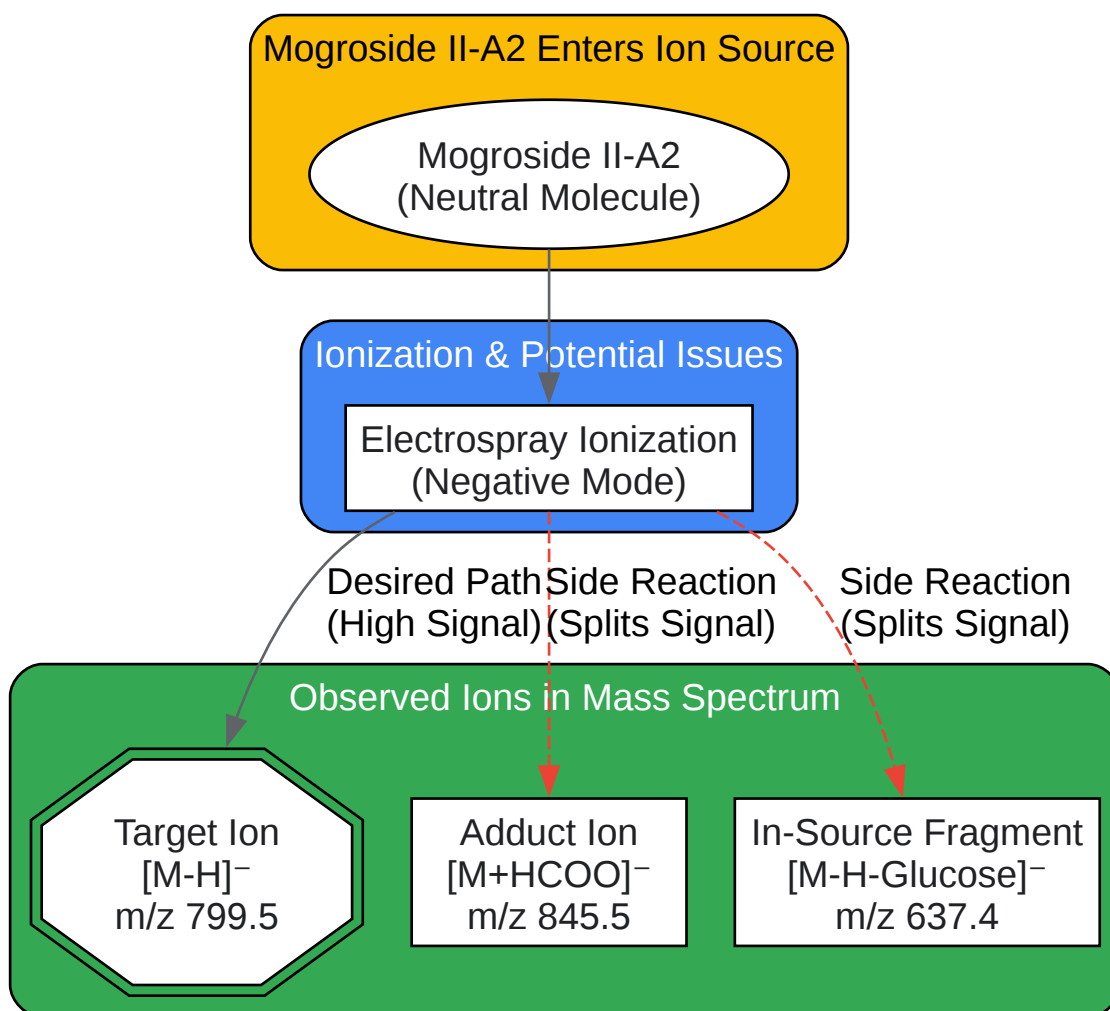 Mogroside II-A2 Enters Ion Source
Mogroside II-A2
(Neutral Molecule)
Ionization & Potential Issues
Electrospray Ionization
(Negative Mode)
Desired Path
(High Signal)
Side Reaction
(Splits Signal)
Side Reaction
(Splits Signal)
Observed Ions in Mass Spectrum
Target Ion
[M-H]⁻
m/z 799.5
Adduct Ion
[M+HCOO]⁻
m/z 845.5
In-Source Fragment
[M-H-Glucose]⁻
m/z 637.4